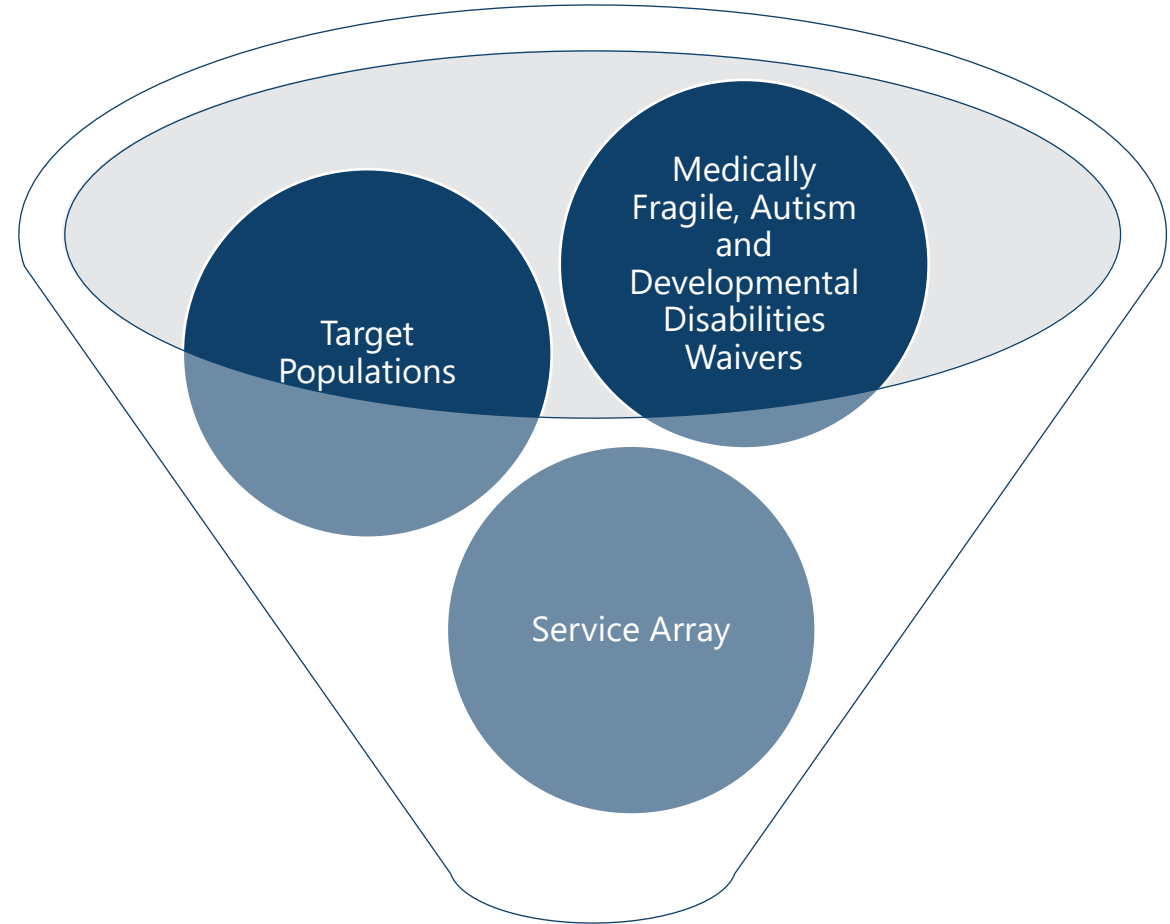 Medically
Fragile, Autism
and
Developmental
Disabilities
Waivers
Target
Populations
Service Array